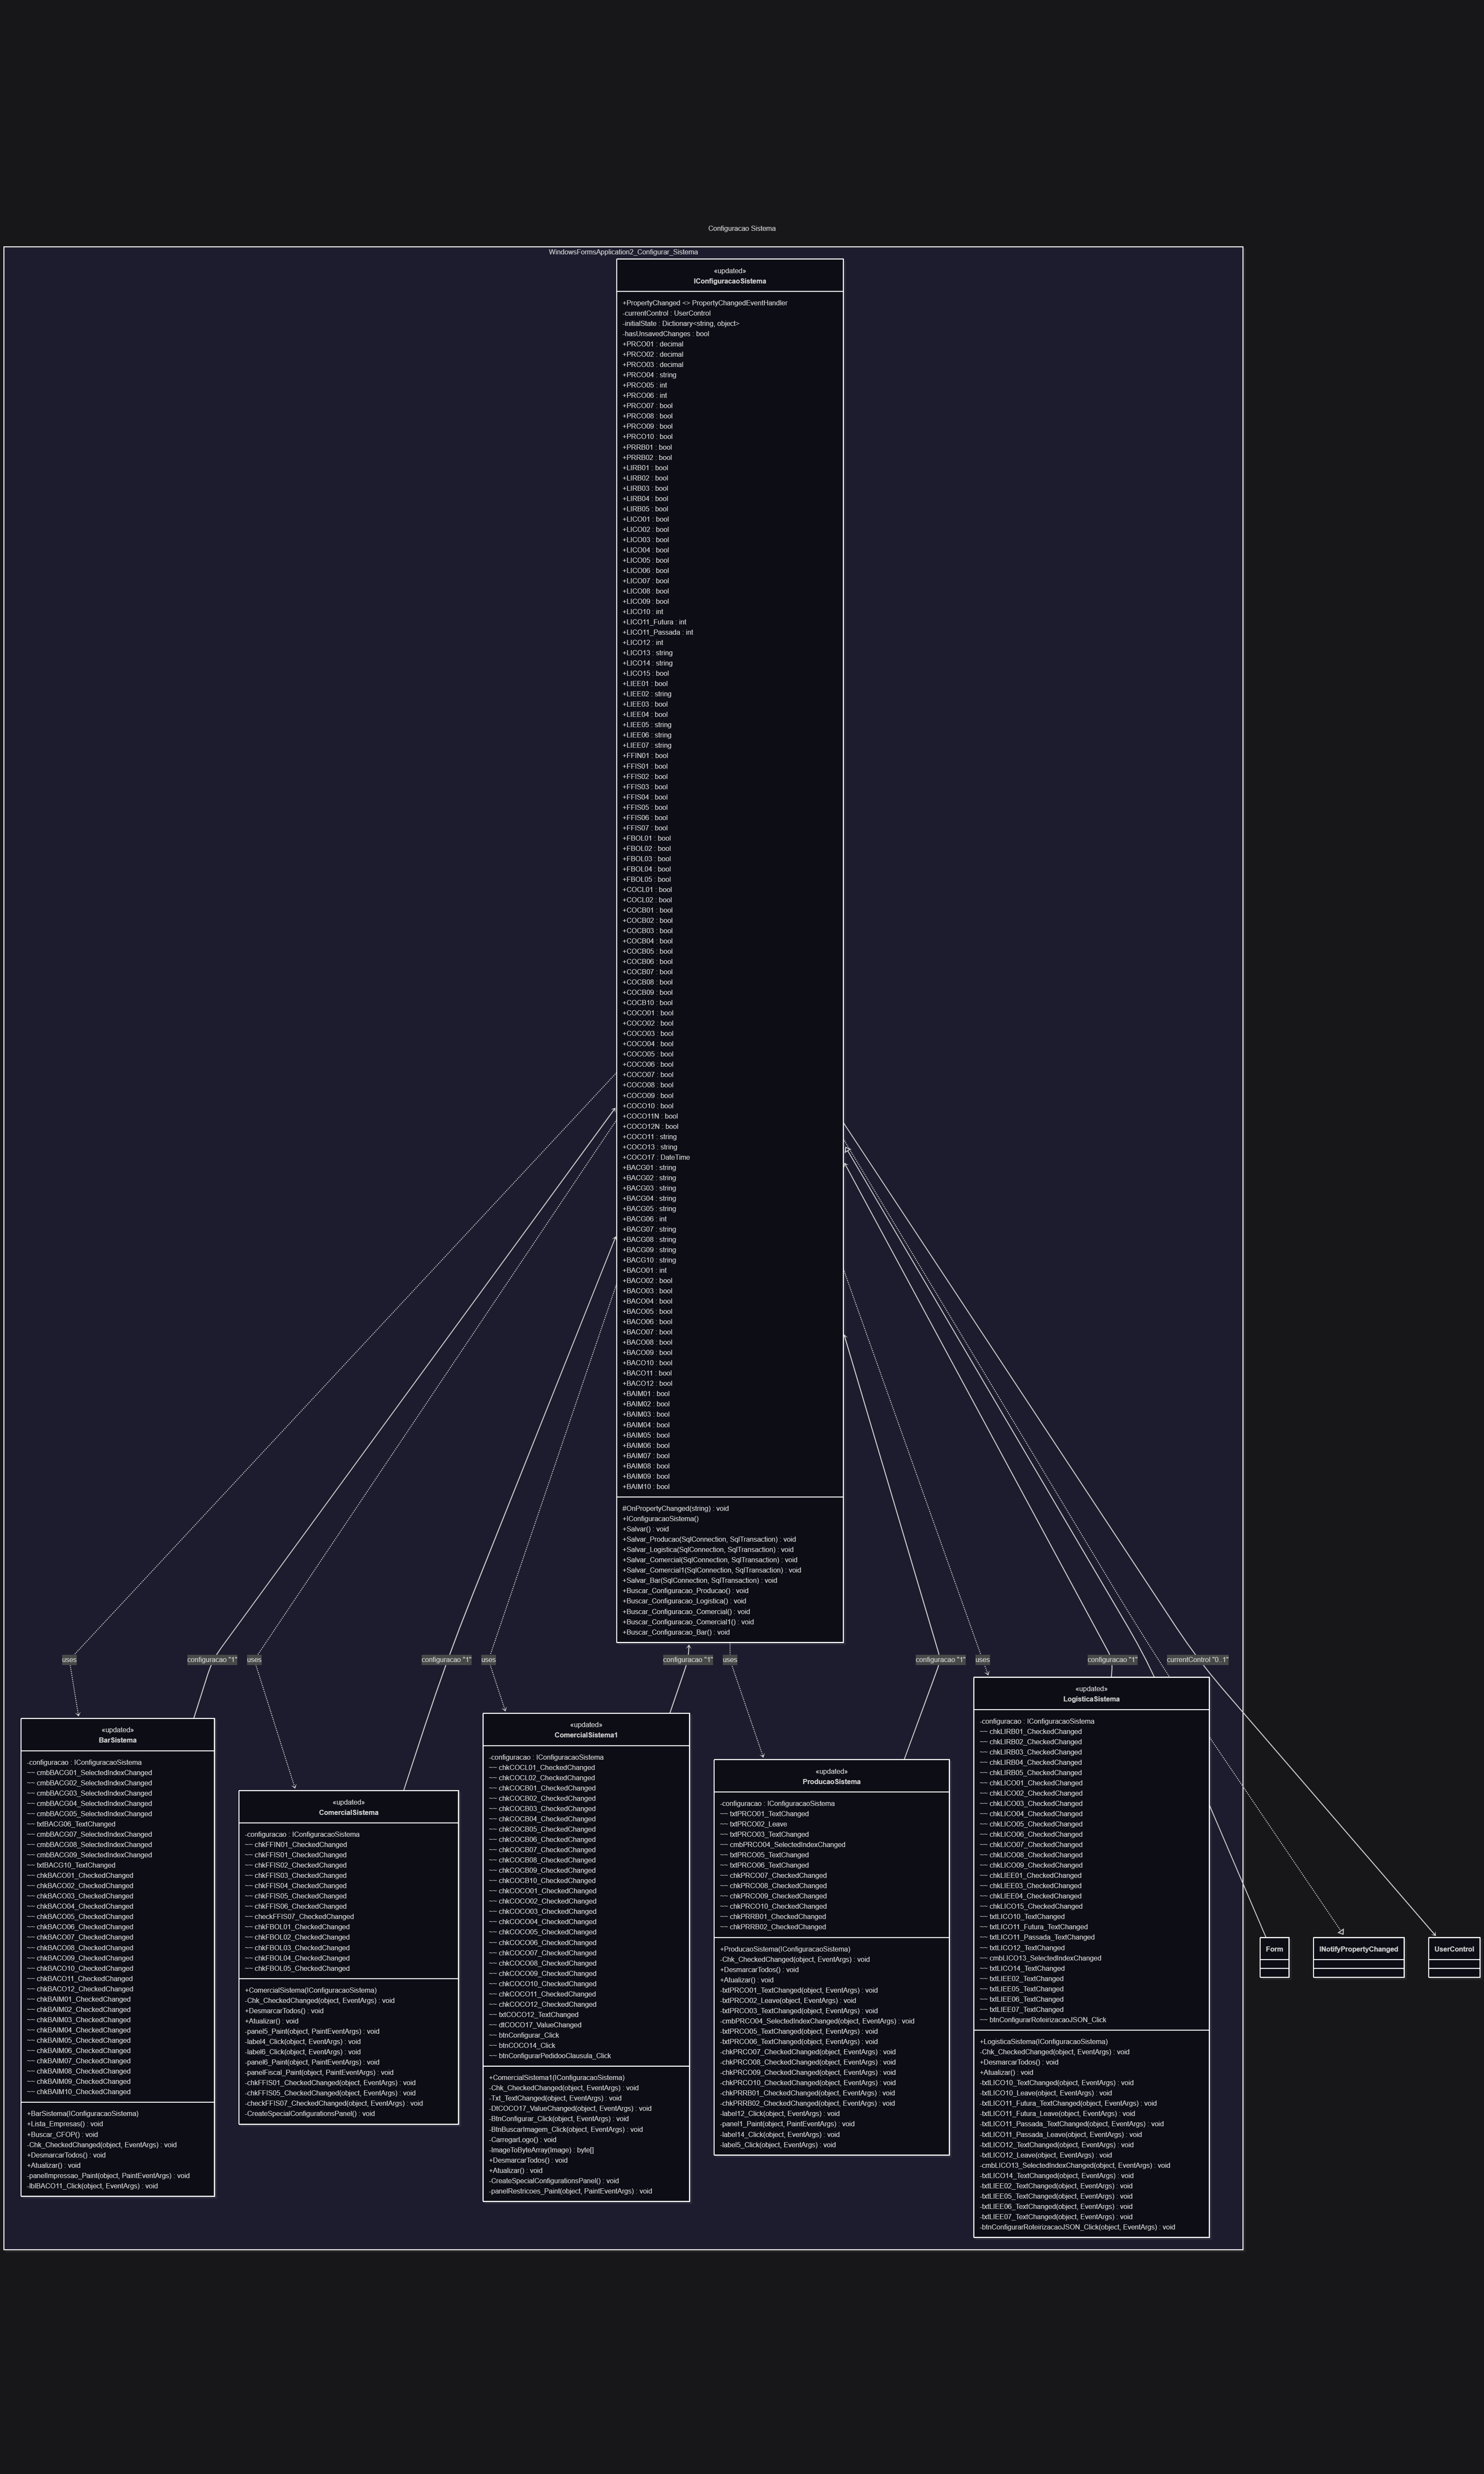 Configuracao Sistema
WindowsFormsApplication2_Configurar_Sistema
«updated»
IConfiguracaoSistema
+PropertyChanged <> PropertyChangedEventHandler
-currentControl : UserControl
-initialState : Dictionary<string, object>
-hasUnsavedChanges : bool
+PRCO01 : decimal
+PRCO02 : decimal
+PRCO03 : decimal
+PRCO04 : string
+PRCO05 : int
+PRCO06 : int
+PRCO07 : bool
+PRCO08 : bool
+PRCO09 : bool
+PRCO10 : bool
+PRRB01 : bool
+PRRB02 : bool
+LIRB01 : bool
+LIRB02 : bool
+LIRB03 : bool
+LIRB04 : bool
+LIRB05 : bool
+LICO01 : bool
+LICO02 : bool
+LICO03 : bool
+LICO04 : bool
+LICO05 : bool
+LICO06 : bool
+LICO07 : bool
+LICO08 : bool
+LICO09 : bool
+LICO10 : int
+LICO11_Futura : int
+LICO11_Passada : int
+LICO12 : int
+LICO13 : string
+LICO14 : string
+LICO15 : bool
+LIEE01 : bool
+LIEE02 : string
+LIEE03 : bool
+LIEE04 : bool
+LIEE05 : string
+LIEE06 : string
+LIEE07 : string
+FFIN01 : bool
+FFIS01 : bool
+FFIS02 : bool
+FFIS03 : bool
+FFIS04 : bool
+FFIS05 : bool
+FFIS06 : bool
+FFIS07 : bool
+FBOL01 : bool
+FBOL02 : bool
+FBOL03 : bool
+FBOL04 : bool
+FBOL05 : bool
+COCL01 : bool
+COCL02 : bool
+COCB01 : bool
+COCB02 : bool
+COCB03 : bool
+COCB04 : bool
+COCB05 : bool
+COCB06 : bool
+COCB07 : bool
+COCB08 : bool
+COCB09 : bool
+COCB10 : bool
+COCO01 : bool
+COCO02 : bool
+COCO03 : bool
+COCO04 : bool
+COCO05 : bool
+COCO06 : bool
+COCO07 : bool
+COCO08 : bool
+COCO09 : bool
+COCO10 : bool
+COCO11N : bool
+COCO12N : bool
+COCO11 : string
+COCO13 : string
+COCO17 : DateTime
+BACG01 : string
+BACG02 : string
+BACG03 : string
+BACG04 : string
+BACG05 : string
+BACG06 : int
+BACG07 : string
+BACG08 : string
+BACG09 : string
+BACG10 : string
+BACO01 : int
+BACO02 : bool
+BACO03 : bool
+BACO04 : bool
+BACO05 : bool
+BACO06 : bool
+BACO07 : bool
+BACO08 : bool
+BACO09 : bool
+BACO10 : bool
+BACO11 : bool
+BACO12 : bool
+BAIM01 : bool
+BAIM02 : bool
+BAIM03 : bool
+BAIM04 : bool
+BAIM05 : bool
+BAIM06 : bool
+BAIM07 : bool
+BAIM08 : bool
+BAIM09 : bool
+BAIM10 : bool
#OnPropertyChanged(string) : void
+IConfiguracaoSistema()
+Salvar() : void
+Salvar_Producao(SqlConnection, SqlTransaction) : void
+Salvar_Logistica(SqlConnection, SqlTransaction) : void
+Salvar_Comercial(SqlConnection, SqlTransaction) : void
+Salvar_Comercial1(SqlConnection, SqlTransaction) : void
+Salvar_Bar(SqlConnection, SqlTransaction) : void
+Buscar_Configuracao_Producao() : void
+Buscar_Configuracao_Logistica() : void
+Buscar_Configuracao_Comercial() : void
+Buscar_Configuracao_Comercial1() : void
+Buscar_Configuracao_Bar() : void
uses
configuracao "1"
uses
configuracao "1"
uses
configuracao "1"
uses
configuracao "1"
uses
configuracao "1"
currentControl "0..1"
«updated»
BarSistema
-configuracao : IConfiguracaoSistema
~~ cmbBACG01_SelectedIndexChanged
~~ cmbBACG02_SelectedIndexChanged
~~ cmbBACG03_SelectedIndexChanged
~~ cmbBACG04_SelectedIndexChanged
~~ cmbBACG05_SelectedIndexChanged
~~ txtBACG06_TextChanged
~~ cmbBACG07_SelectedIndexChanged
~~ cmbBACG08_SelectedIndexChanged
~~ cmbBACG09_SelectedIndexChanged
~~ txtBACG10_TextChanged
~~ chkBACO01_CheckedChanged
~~ chkBACO02_CheckedChanged
~~ chkBACO03_CheckedChanged
~~ chkBACO04_CheckedChanged
~~ chkBACO05_CheckedChanged
~~ chkBACO06_CheckedChanged
~~ chkBACO07_CheckedChanged
~~ chkBACO08_CheckedChanged
~~ chkBACO09_CheckedChanged
~~ chkBACO10_CheckedChanged
~~ chkBACO11_CheckedChanged
~~ chkBACO12_CheckedChanged
~~ chkBAIM01_CheckedChanged
~~ chkBAIM02_CheckedChanged
~~ chkBAIM03_CheckedChanged
~~ chkBAIM04_CheckedChanged
~~ chkBAIM05_CheckedChanged
~~ chkBAIM06_CheckedChanged
~~ chkBAIM07_CheckedChanged
~~ chkBAIM08_CheckedChanged
~~ chkBAIM09_CheckedChanged
~~ chkBAIM10_CheckedChanged
+BarSistema(IConfiguracaoSistema)
+Lista_Empresas() : void
+Buscar_CFOP() : void
-Chk_CheckedChanged(object, EventArgs) : void
+DesmarcarTodos() : void
+Atualizar() : void
-panelImpressao_Paint(object, PaintEventArgs) : void
-lblBACO11_Click(object, EventArgs) : void
«updated»
ComercialSistema
-configuracao : IConfiguracaoSistema
~~ chkFFIN01_CheckedChanged
~~ chkFFIS01_CheckedChanged
~~ chkFFIS02_CheckedChanged
~~ chkFFIS03_CheckedChanged
~~ chkFFIS04_CheckedChanged
~~ chkFFIS05_CheckedChanged
~~ chkFFIS06_CheckedChanged
~~ checkFFIS07_CheckedChanged
~~ chkFBOL01_CheckedChanged
~~ chkFBOL02_CheckedChanged
~~ chkFBOL03_CheckedChanged
~~ chkFBOL04_CheckedChanged
~~ chkFBOL05_CheckedChanged
+ComercialSistema(IConfiguracaoSistema)
-Chk_CheckedChanged(object, EventArgs) : void
+DesmarcarTodos() : void
+Atualizar() : void
-panel5_Paint(object, PaintEventArgs) : void
-label4_Click(object, EventArgs) : void
-label6_Click(object, EventArgs) : void
-panel6_Paint(object, PaintEventArgs) : void
-panelFiscal_Paint(object, PaintEventArgs) : void
-chkFFIS01_CheckedChanged(object, EventArgs) : void
-chkFFIS05_CheckedChanged(object, EventArgs) : void
-checkFFIS07_CheckedChanged(object, EventArgs) : void
-CreateSpecialConfigurationsPanel() : void
«updated»
ComercialSistema1
-configuracao : IConfiguracaoSistema
~~ chkCOCL01_CheckedChanged
~~ chkCOCL02_CheckedChanged
~~ chkCOCB01_CheckedChanged
~~ chkCOCB02_CheckedChanged
~~ chkCOCB03_CheckedChanged
~~ chkCOCB04_CheckedChanged
~~ chkCOCB05_CheckedChanged
~~ chkCOCB06_CheckedChanged
~~ chkCOCB07_CheckedChanged
~~ chkCOCB08_CheckedChanged
~~ chkCOCB09_CheckedChanged
~~ chkCOCB10_CheckedChanged
~~ chkCOCO01_CheckedChanged
~~ chkCOCO02_CheckedChanged
~~ chkCOCO03_CheckedChanged
~~ chkCOCO04_CheckedChanged
~~ chkCOCO05_CheckedChanged
~~ chkCOCO06_CheckedChanged
~~ chkCOCO07_CheckedChanged
~~ chkCOCO08_CheckedChanged
~~ chkCOCO09_CheckedChanged
~~ chkCOCO10_CheckedChanged
~~ chkCOCO11_CheckedChanged
~~ chkCOCO12_CheckedChanged
~~ txtCOCO12_TextChanged
~~ dtCOCO17_ValueChanged
~~ btnConfigurar_Click
~~ btnCOCO14_Click
~~ btnConfigurarPedidooClausula_Click
+ComercialSistema1(IConfiguracaoSistema)
-Chk_CheckedChanged(object, EventArgs) : void
-Txt_TextChanged(object, EventArgs) : void
-DtCOCO17_ValueChanged(object, EventArgs) : void
-BtnConfigurar_Click(object, EventArgs) : void
-BtnBuscarImagem_Click(object, EventArgs) : void
-CarregarLogo() : void
-ImageToByteArray(Image) : byte[]
+DesmarcarTodos() : void
+Atualizar() : void
-CreateSpecialConfigurationsPanel() : void
-panelRestricoes_Paint(object, PaintEventArgs) : void
«updated»
ProducaoSistema
-configuracao : IConfiguracaoSistema
~~ txtPRCO01_TextChanged
~~ txtPRCO02_Leave
~~ txtPRCO03_TextChanged
~~ cmbPRCO04_SelectedIndexChanged
~~ txtPRCO05_TextChanged
~~ txtPRCO06_TextChanged
~~ chkPRCO07_CheckedChanged
~~ chkPRCO08_CheckedChanged
~~ chkPRCO09_CheckedChanged
~~ chkPRCO10_CheckedChanged
~~ chkPRRB01_CheckedChanged
~~ chkPRRB02_CheckedChanged
+ProducaoSistema(IConfiguracaoSistema)
-Chk_CheckedChanged(object, EventArgs) : void
+DesmarcarTodos() : void
+Atualizar() : void
-txtPRCO01_TextChanged(object, EventArgs) : void
-txtPRCO02_Leave(object, EventArgs) : void
-txtPRCO03_TextChanged(object, EventArgs) : void
-cmbPRCO04_SelectedIndexChanged(object, EventArgs) : void
-txtPRCO05_TextChanged(object, EventArgs) : void
-txtPRCO06_TextChanged(object, EventArgs) : void
-chkPRCO07_CheckedChanged(object, EventArgs) : void
-chkPRCO08_CheckedChanged(object, EventArgs) : void
-chkPRCO09_CheckedChanged(object, EventArgs) : void
-chkPRCO10_CheckedChanged(object, EventArgs) : void
-chkPRRB01_CheckedChanged(object, EventArgs) : void
-chkPRRB02_CheckedChanged(object, EventArgs) : void
-label12_Click(object, EventArgs) : void
-panel1_Paint(object, PaintEventArgs) : void
-label14_Click(object, EventArgs) : void
-label5_Click(object, EventArgs) : void
«updated»
LogisticaSistema
-configuracao : IConfiguracaoSistema
~~ chkLIRB01_CheckedChanged
~~ chkLIRB02_CheckedChanged
~~ chkLIRB03_CheckedChanged
~~ chkLIRB04_CheckedChanged
~~ chkLIRB05_CheckedChanged
~~ chkLICO01_CheckedChanged
~~ chkLICO02_CheckedChanged
~~ chkLICO03_CheckedChanged
~~ chkLICO04_CheckedChanged
~~ chkLICO05_CheckedChanged
~~ chkLICO06_CheckedChanged
~~ chkLICO07_CheckedChanged
~~ chkLICO08_CheckedChanged
~~ chkLICO09_CheckedChanged
~~ chkLIEE01_CheckedChanged
~~ chkLIEE03_CheckedChanged
~~ chkLIEE04_CheckedChanged
~~ chkLICO15_CheckedChanged
~~ txtLICO10_TextChanged
~~ txtLICO11_Futura_TextChanged
~~ txtLICO11_Passada_TextChanged
~~ txtLICO12_TextChanged
~~ cmbLICO13_SelectedIndexChanged
~~ txtLICO14_TextChanged
~~ txtLIEE02_TextChanged
~~ txtLIEE05_TextChanged
~~ txtLIEE06_TextChanged
~~ txtLIEE07_TextChanged
~~ btnConfigurarRoteirizacaoJSON_Click
+LogisticaSistema(IConfiguracaoSistema)
-Chk_CheckedChanged(object, EventArgs) : void
+DesmarcarTodos() : void
+Atualizar() : void
-txtLICO10_TextChanged(object, EventArgs) : void
-txtLICO10_Leave(object, EventArgs) : void
-txtLICO11_Futura_TextChanged(object, EventArgs) : void
-txtLICO11_Futura_Leave(object, EventArgs) : void
-txtLICO11_Passada_TextChanged(object, EventArgs) : void
-txtLICO11_Passada_Leave(object, EventArgs) : void
-txtLICO12_TextChanged(object, EventArgs) : void
-txtLICO12_Leave(object, EventArgs) : void
-cmbLICO13_SelectedIndexChanged(object, EventArgs) : void
-txtLICO14_TextChanged(object, EventArgs) : void
-txtLIEE02_TextChanged(object, EventArgs) : void
-txtLIEE05_TextChanged(object, EventArgs) : void
-txtLIEE06_TextChanged(object, EventArgs) : void
-txtLIEE07_TextChanged(object, EventArgs) : void
-btnConfigurarRoteirizacaoJSON_Click(object, EventArgs) : void
Form
INotifyPropertyChanged
UserControl